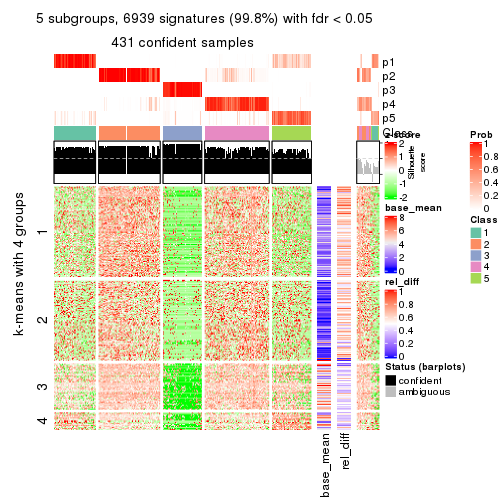 5 subgroups, 6939 signatures (99.8%) with fdr < 0.05
431 confident samples
p1
p2
p3
p4
p5
Class
z-score
2
1
0
-1
-2
Silhouette
score
Prob
1
0.8
0.6
0.4
0.2
0
Class
1
2
3
4
5
base_mean
8
6
4
2
0
rel_diff
1
0.8
0.6
0.4
0.2
0
Status (barplots)
confident
ambiguous
k-means with 4 groups
1
2
3
4
base_mean
rel_diff